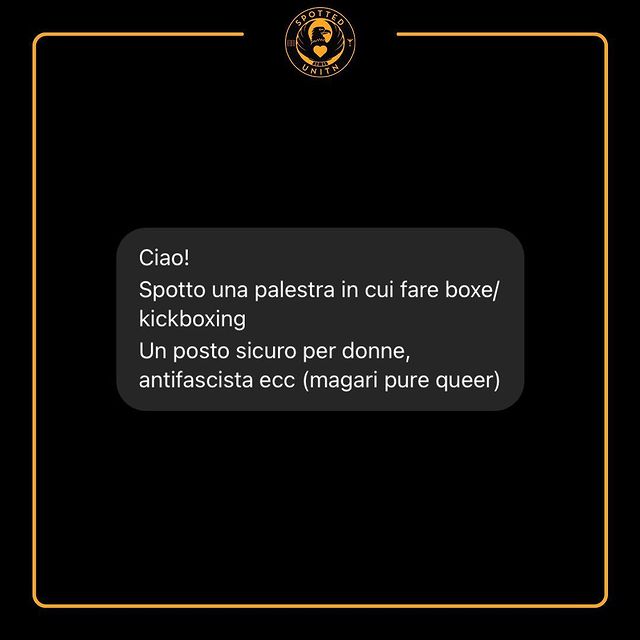 SPOTTED
UNITN
Ciao!
Spotto una palestra in cui fare boxe/
kickboxing
Un posto sicuro per donne,
antifascista ecc (magari pure queer)